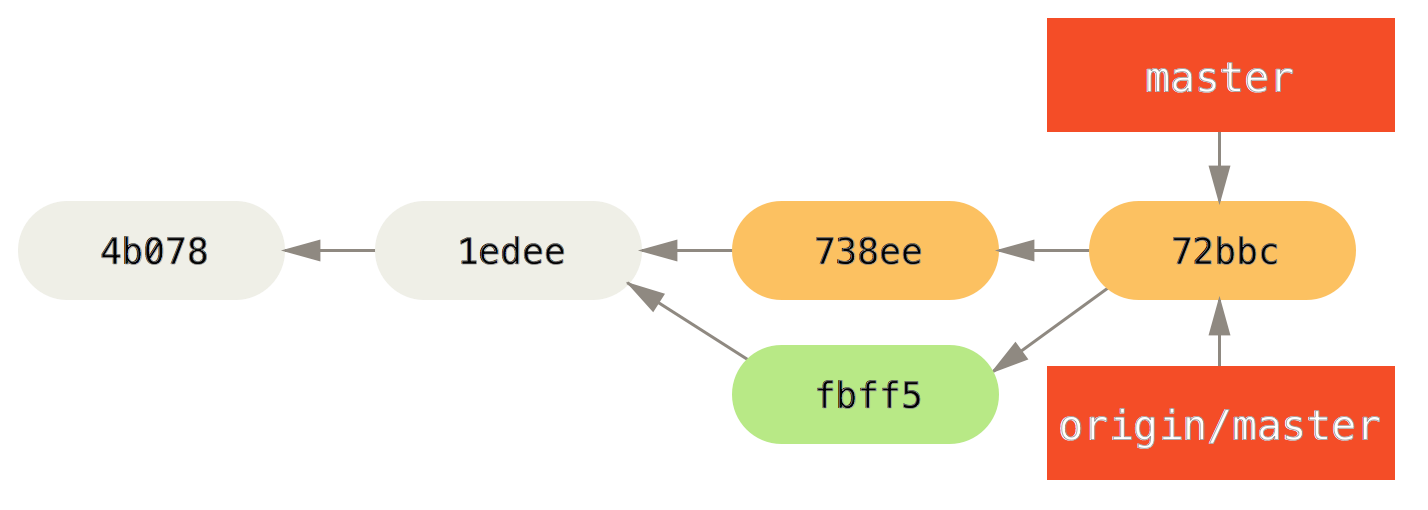 master
4b078
1edee
738ee
72bbc
fbff5
origin/master